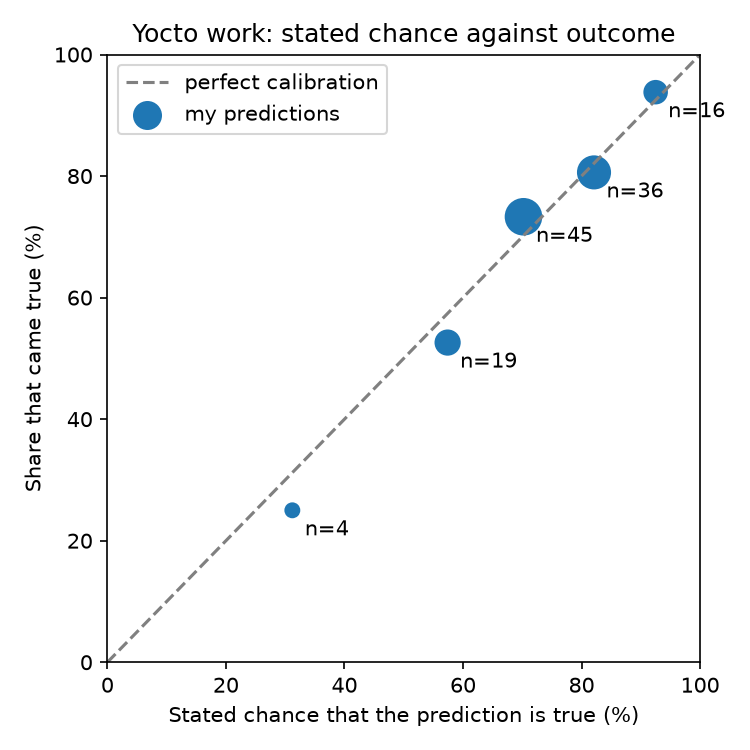 Yocto work: stated chance against outcome
perfect calibration
my predictions
100
80
60
40
20
0
Share that came true (%)
n=16
n=36
n=45
n=19
n=4
0 20 40 60 80 100
Stated chance that the prediction is true (%)